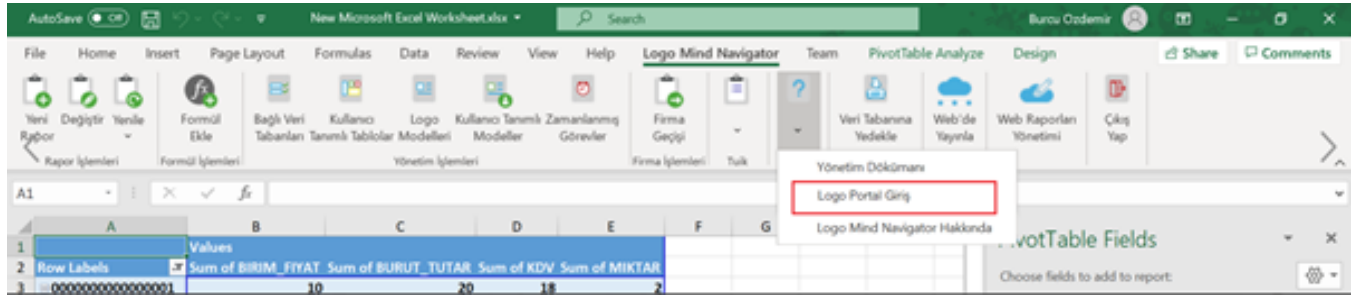 AutoSave Off New Microsoft Excel Worksheet.xlsx Search Burcu Ozdemir
File Home Insert Page Layout Formulas Data Review View Help Logo Mind Navigator Team PivotTable Analyze Design Share Comments
Yeni Rapor Değiştir Yenile Formül Ekle Bağlı Veri Tabanları Kullanıcı Tanımlı Tablolar Logo Modelleri Kullanıcı Tanımlı Modeller Zamanlanmış Görevler Firma Geçişi ? Veri Tabanına Yedekle Web'de Yayınla Web Raporları Yönetimi Çıkış Yap
Rapor İşlemleri Formül İşlemleri Yönetim İşlemleri Firma İşlemleri Tuik
Yönetim Dökümanı
Logo Portal Giriş
Logo Mind Navigator Hakkında
A1 fx
A B C D E F G
1 Values
2 Row Labels Sum of BIRIM_FIYAT Sum of BURUT_TUTAR Sum of KDV Sum of MIKTAR
3 0000000000000001 10 20 18 2
PivotTable Fields
Choose fields to add to report: